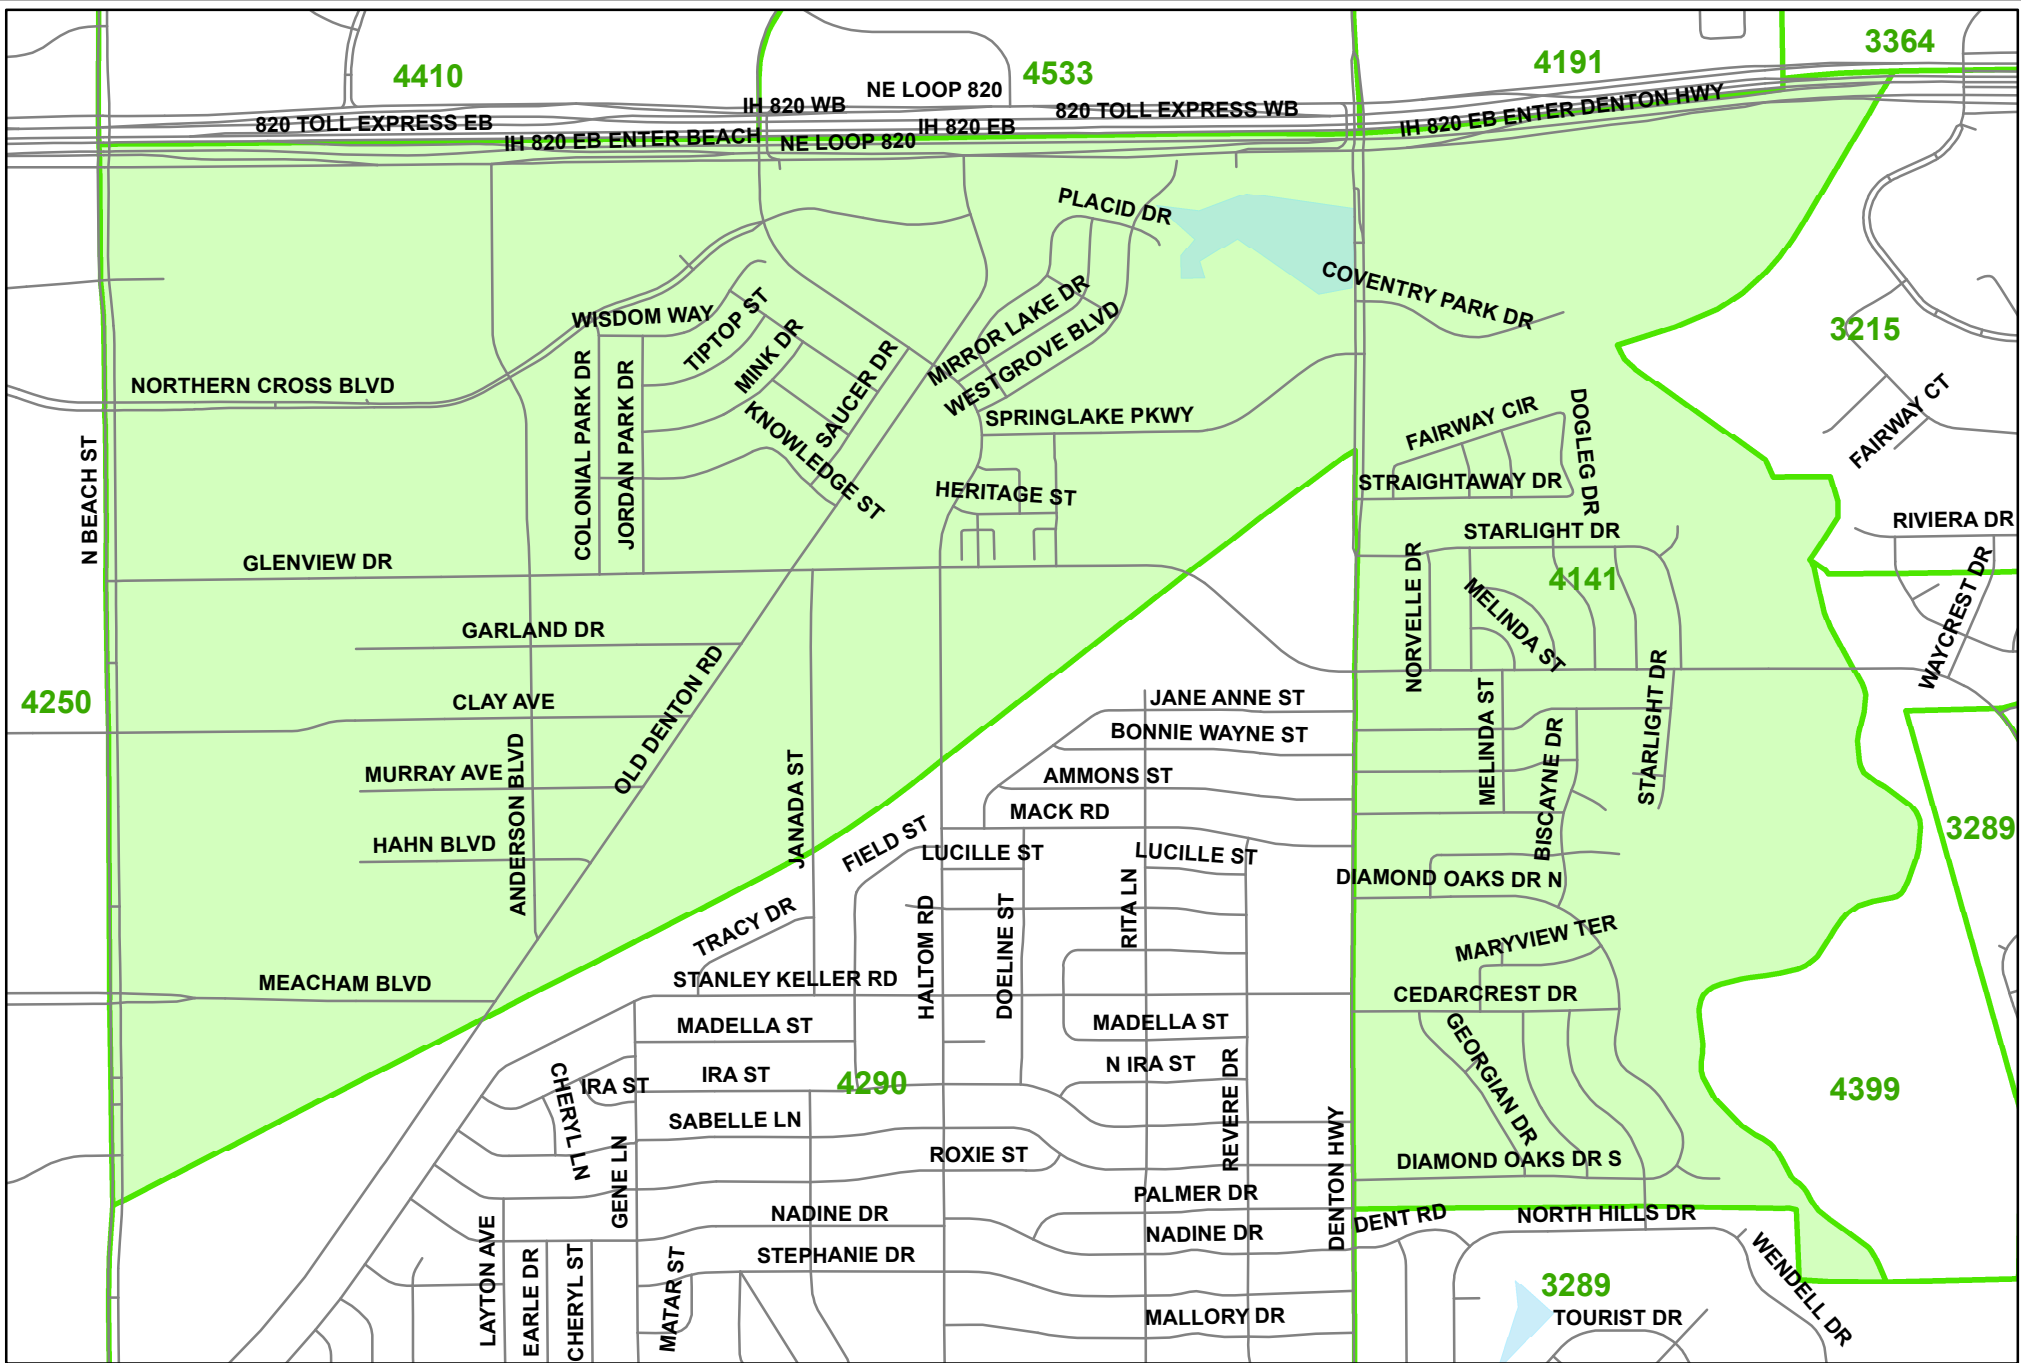 3364
4191
4533
4410
NE LOOP 820
IH 820 WB
820 TOLL EXPRESS WB
IH 820 EB ENTER DENTON HWY
820 TOLL EXPRESS EB
IH 820 EB
IH 820 EB ENTER BEACH
NE LOOP 820
PLACID DR
COVENTRY PARK DR
WISDOM WAY
TIPTOP ST
MIRROR LAKE DR
3215
MINK DR
SAUCER DR
WESTGROVE BLVD
NORTHERN CROSS BLVD
COLONIAL PARK DR
JORDAN PARK DR
KNOWLEDGE ST
SPRINGLAKE PKWY
FAIRWAY CIR
DOGLEG DR
FAIRWAY CT
N BEACH ST
HERITAGE ST
STRAIGHTAWAY DR
RIVIERA DR
STARLIGHT DR
GLENVIEW DR
NORVELLE DR
4141
MELINDA ST
WAYCREST DR
GARLAND DR
OLD DENTON RD
4250
CLAY AVE
JANE ANNE ST
MELINDA ST
STARLIGHT DR
BONNIE WAYNE ST
BISCAYNE DR
MURRAY AVE
ANDERSON BLVD
JANADA ST
AMMONS ST
MACK RD
3289
HAHN BLVD
FIELD ST
LUCILLE ST
LUCILLE ST
DIAMOND OAKS DR N
TRACY DR
HALTOM RD
DOELINE ST
RITA LN
MARYVIEW TER
MEACHAM BLVD
STANLEY KELLER RD
CEDARCREST DR
MADELLA ST
MADELLA ST
GEORGIAN DR
CHERYL LN
IRA ST
IRA ST
4290
N IRA ST
REVERE DR
4399
SABELLE LN
ROXIE ST
DENTON HWY
DIAMOND OAKS DR S
GENE LN
PALMER DR
NADINE DR
NADINE DR
DENT RD
NORTH HILLS DR
LAYTON AVE
EARLE DR
CHERYL ST
MATAR ST
STEPHANIE DR
WENDELL DR
3289
MALLORY DR
TOURIST DR